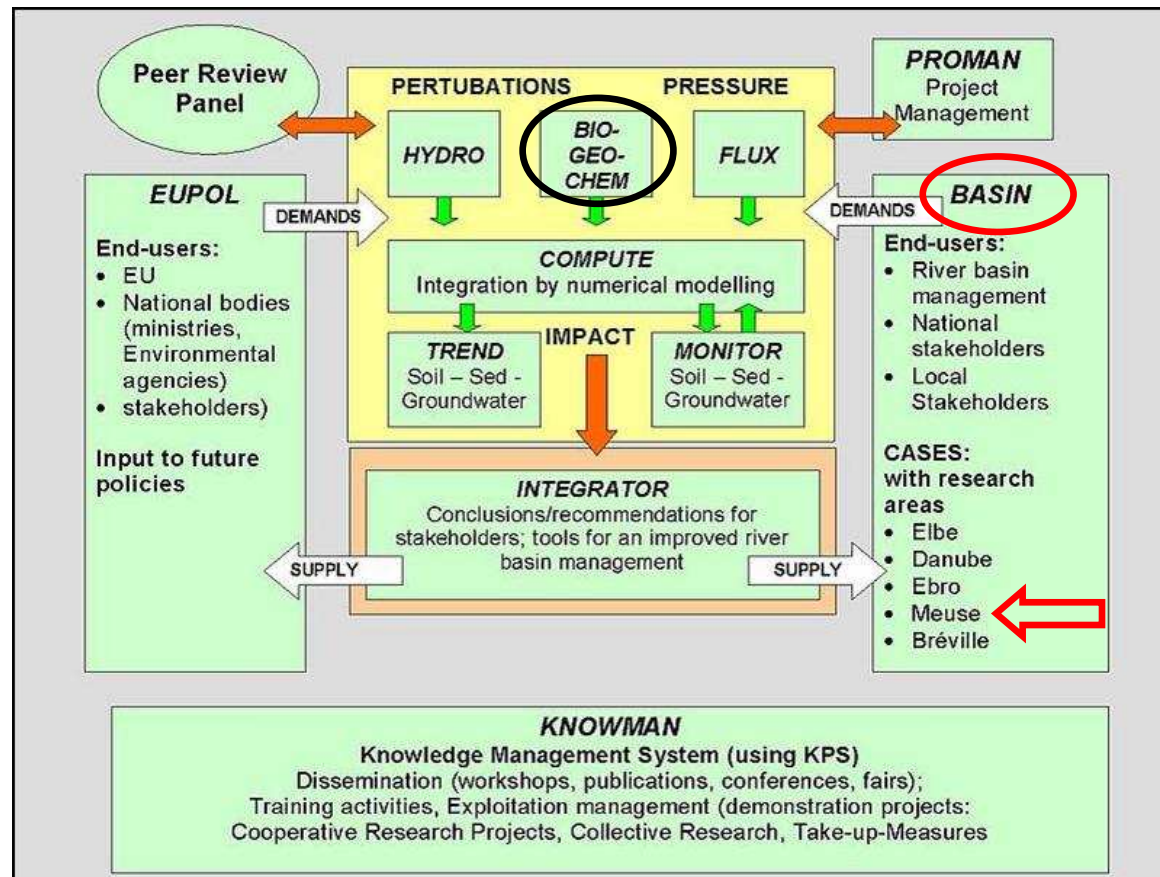 Peer Review
Panel
PERTUBATIONS
PRESSURE
PROMAN
Project
Management
HYDRO
BIO-
GEO-
CHEM
FLUX
EUPOL
End-users:
• EU
• National bodies
(ministries,
Environmental
agencies)
• stakeholders)
Input to future
policies
DEMANDS
DEMANDS
COMPUTE
Integration by numerical modelling
TREND
Soil – Sed -
Groundwater
IMPACT
MONITOR
Soil – Sed -
Groundwater
INTEGRATOR
Conclusions/recommendations for
stakeholders; tools for an improved river
basin management
SUPPLY
SUPPLY
BASIN
End-users:
• River basin
management
• National
stakeholders
• Local
Stakeholders
CASES:
with research
areas
• Elbe
• Danube
• Ebro
• Meuse
• Bréville
KNOWMAN
Knowledge Management System (using KPS)
Dissemination (workshops, publications, conferences, fairs);
Training activities, Exploitation management (demonstration projects:
Cooperative Research Projects, Collective Research, Take-up-Measures